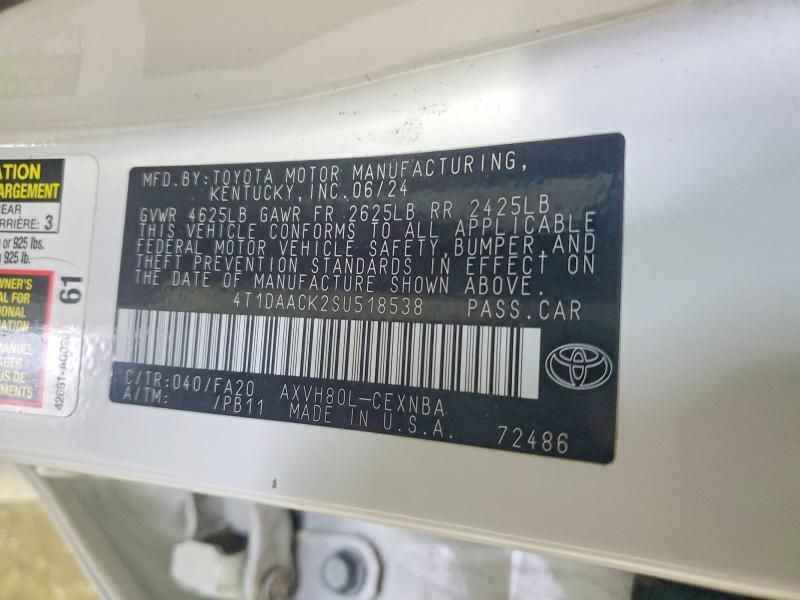 MFD.BY: TOYOTA MOTOR MANUFACTURING,
KENTUCKY, INC. 06/24
GVWR 4625LB GAWR FR 2625LB RR 2425LB
THIS VEHICLE CONFORMS TO ALL APPLICABLE
FEDERAL MOTOR VEHICLE SAFETY, BUMPER, AND
THEFT PREVENTION STANDARDS IN EFFECT ON
THE DATE OF MANUFACTURE SHOWN ABOVE.
4T1DAACK2SU518538 PASS.CAR
C/TR:040/FA20 AXVH80L-CEXNBA
A/TM: /PB11 MADE IN U.S.A.
72486
ATION
ARGEMENT
REAR
ARRIÈRE: 3
or 925 lbs.
925 lb.
OWNER'S
FOR
61